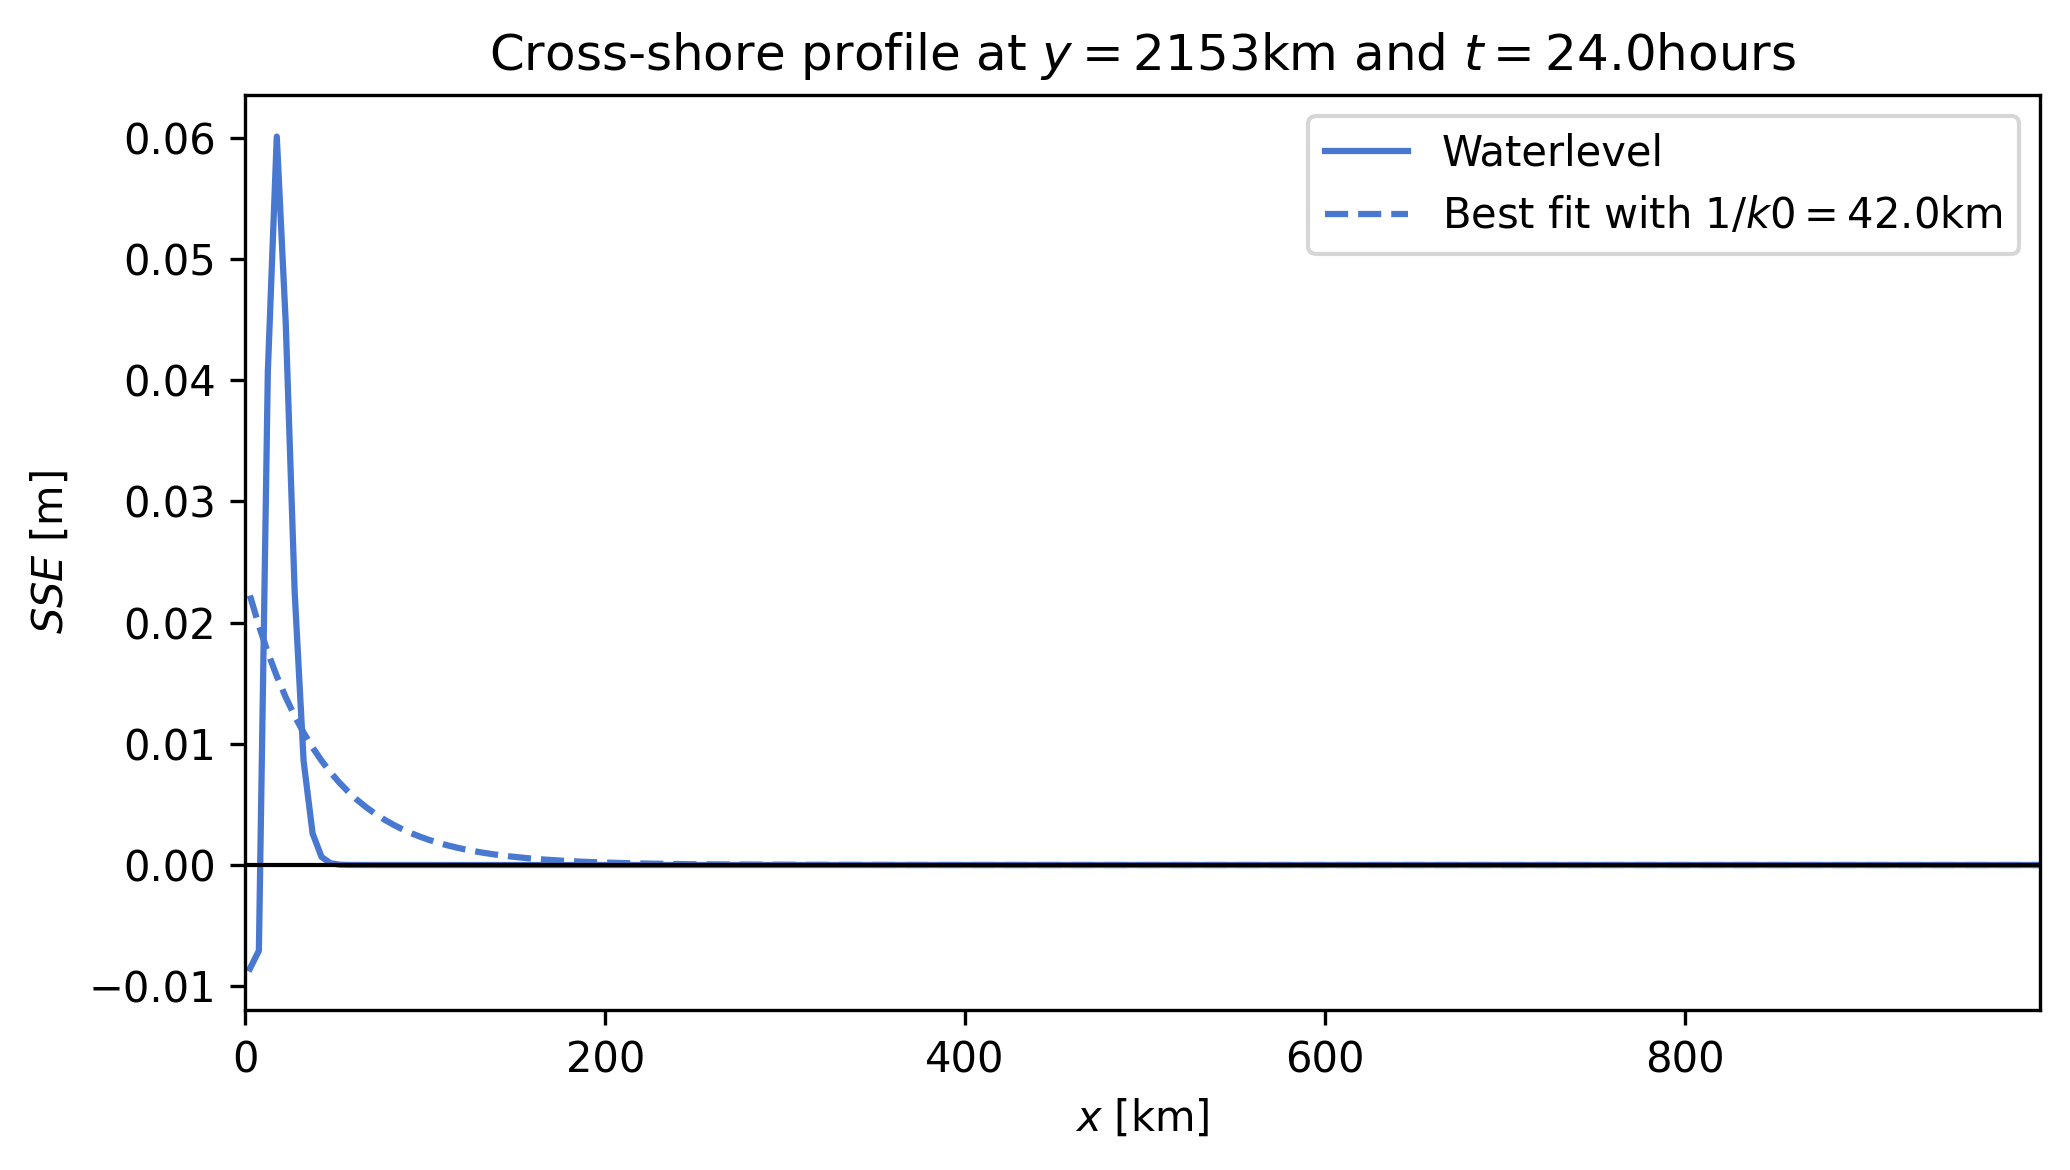 Cross-shore profile at y = 2153km and t = 24.0hours
Waterlevel
Best fit with 1/k0 = 42.0km
0.06
0.05
0.04
0.03
0.02
0.01
0.00
−0.01
SSE [m]
0 200 400 600 800
x [km]